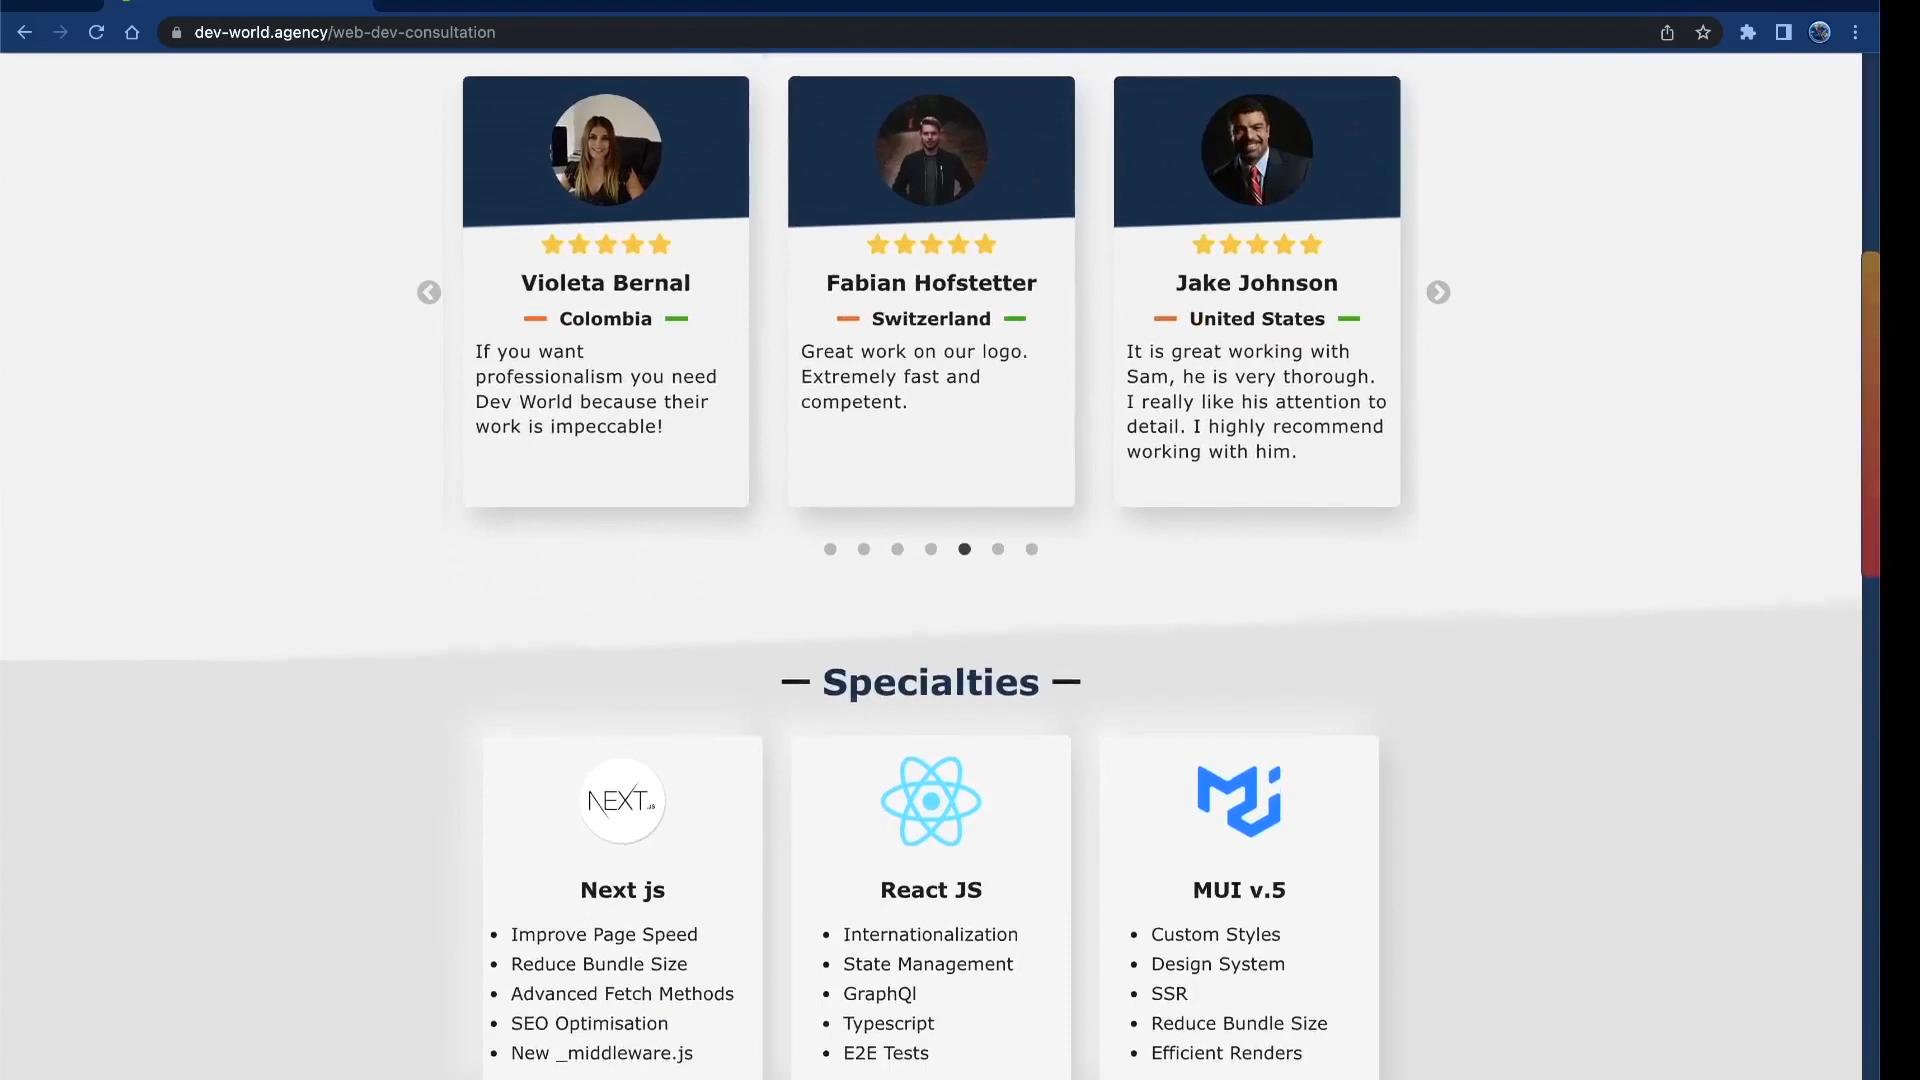 dev-world.agency/web-dev-consultation
Violeta Bernal
Colombia
If you want
professionalism you need
Dev World because their
work is impeccable!
Fabian Hofstetter
Switzerland
Great work on our logo.
Extremely fast and
competent.
Jake Johnson
United States
It is great working with
Sam, he is very thorough.
I really like his attention to
detail. I highly recommend
working with him.
Specialties
NEXT.JS
Next js
Improve Page Speed
Reduce Bundle Size
Advanced Fetch Methods
SEO Optimisation
New _middleware.js
React JS
Internationalization
State Management
GraphQl
Typescript
E2E Tests
MUI v.5
Custom Styles
Design System
SSR
Reduce Bundle Size
Efficient Renders